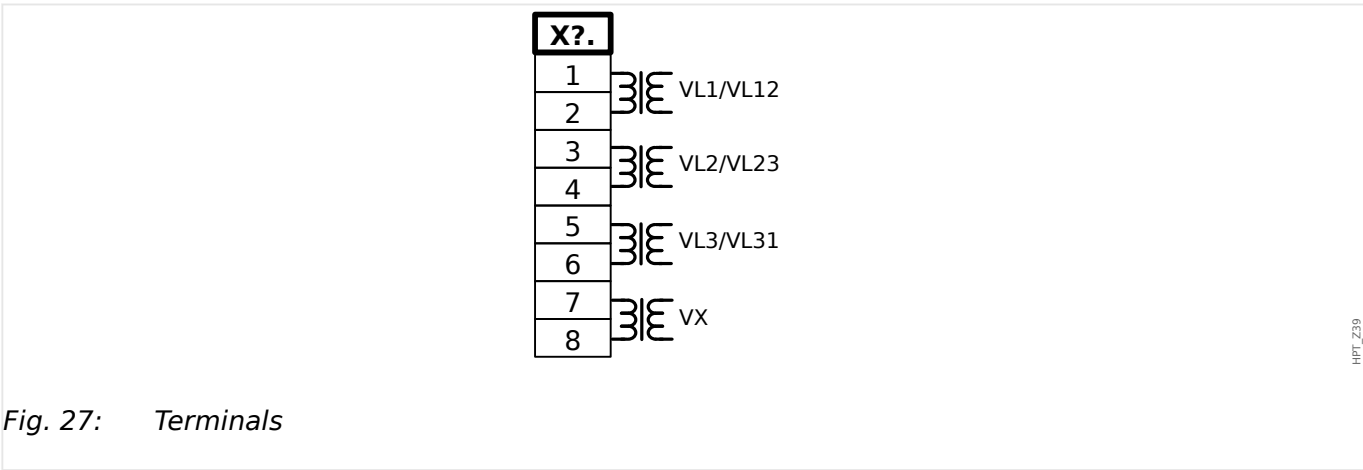 X?.
1
VL1/VL12
2
3
VL2/VL23
4
5
VL3/VL31
6
7
VX
8
HPT_Z39
Fig. 27: Terminals